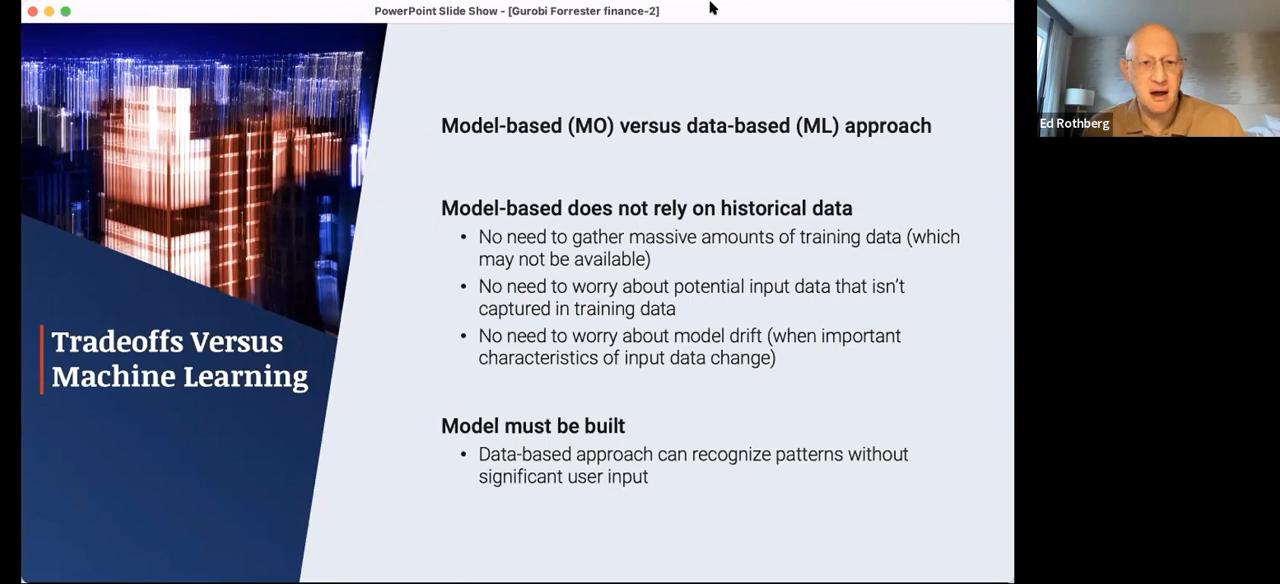 PowerPoint Slide Show - [Gurobi Forrester finance-2]
Ed Rothberg
Tradeoffs Versus
Machine Learning
Model-based (MO) versus data-based (ML) approach
Model-based does not rely on historical data
• No need to gather massive amounts of training data (which
may not be available)
• No need to worry about potential input data that isn’t
captured in training data
• No need to worry about model drift (when important
characteristics of input data change)
Model must be built
• Data-based approach can recognize patterns without
significant user input